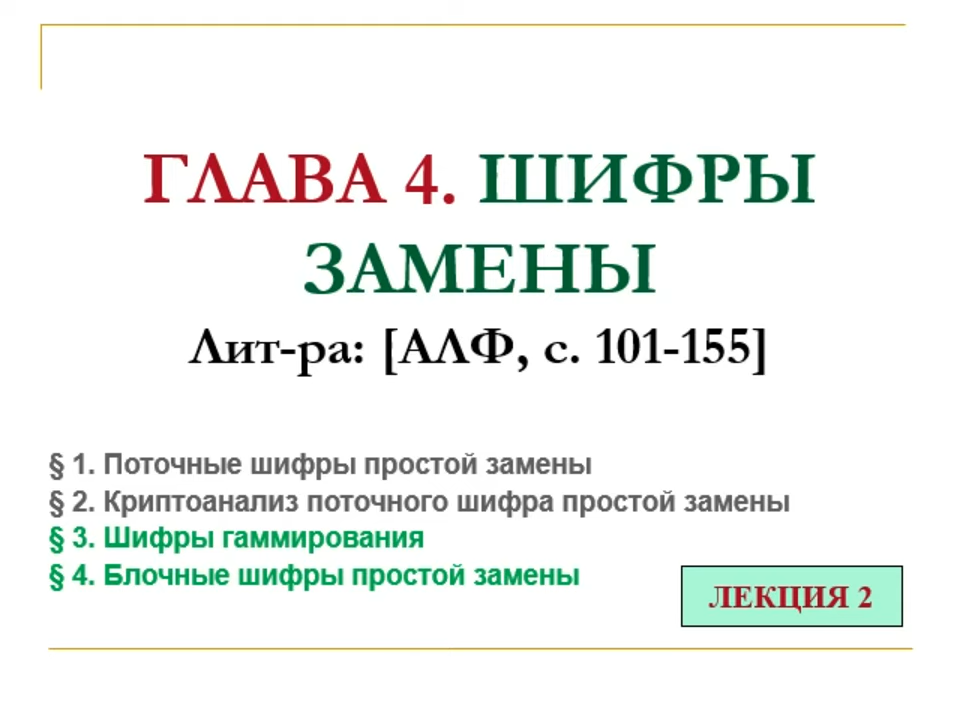 ГЛАВА 4. ШИФРЫ
ЗАМЕНЫ
Лит-ра: [АЛФ, с. 101-155]
§ 1. Поточные шифры простой замены
§ 2. Криптоанализ поточного шифра простой замены
§ 3. Шифры гаммирования
§ 4. Блочные шифры простой замены
ЛЕКЦИЯ 2